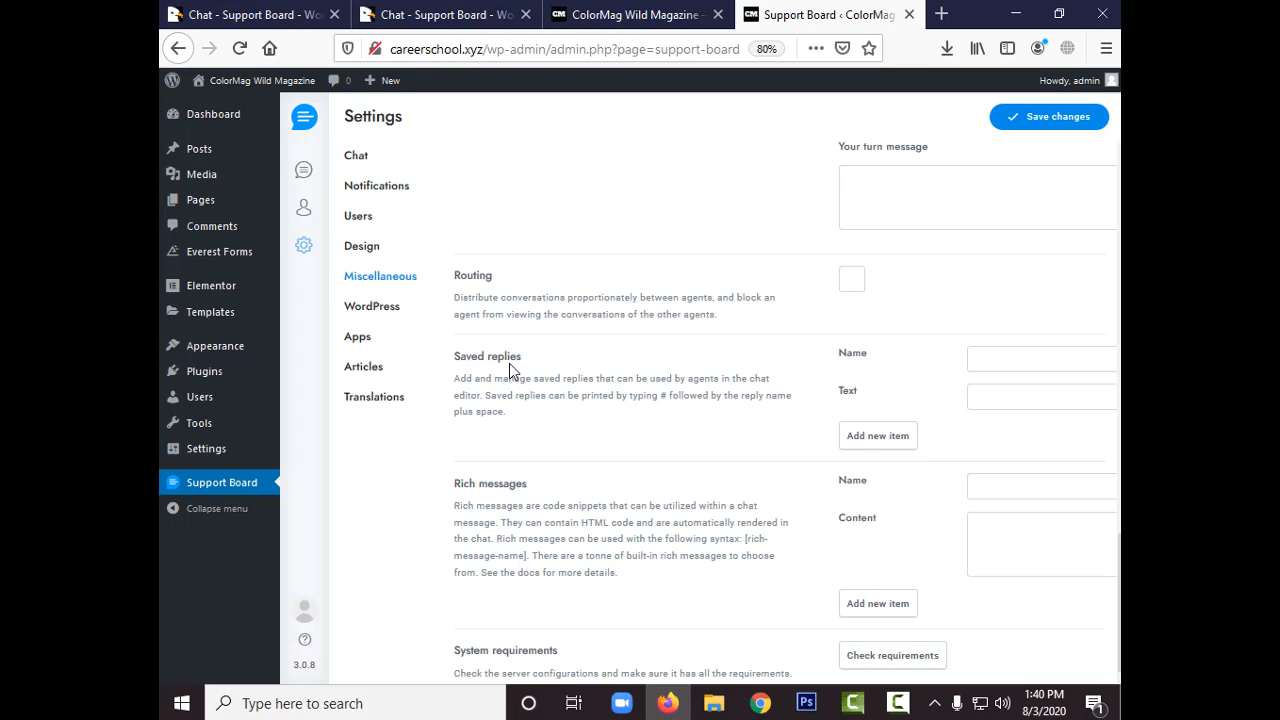 Chat - Support Board - Wo
Chat - Support Board - Wo
CM ColorMag Wild Magazine –
CM Support Board ‹ ColorMag
careerschool.xyz/wp-admin/admin.php?page=support-board
80%
ColorMag Wild Magazine
0
New
Howdy, admin
Dashboard
Posts
Media
Pages
Comments
Everest Forms
Elementor
Templates
Appearance
Plugins
Users
Tools
Settings
Support Board
Collapse menu
3.0.8
Settings
Save changes
Chat
Notifications
Users
Design
Miscellaneous
WordPress
Apps
Articles
Translations
Your turn message
Routing
Distribute conversations proportionately between agents, and block an
agent from viewing the conversations of the other agents.
Saved replies
Add and manage saved replies that can be used by agents in the chat
editor. Saved replies can be printed by typing # followed by the reply name
plus space.
Name
Text
Add new item
Rich messages
Rich messages are code snippets that can be utilized within a chat
message. They can contain HTML code and are automatically rendered in
the chat. Rich messages can be used with the following syntax: [rich-
message-name]. There are a tonne of built-in rich messages to choose
from. See the docs for more details.
Name
Content
Add new item
System requirements
Check the server configurations and make sure it has all the requirements.
Check requirements
Type here to search
Ps
1:40 PM
8/3/2020
1